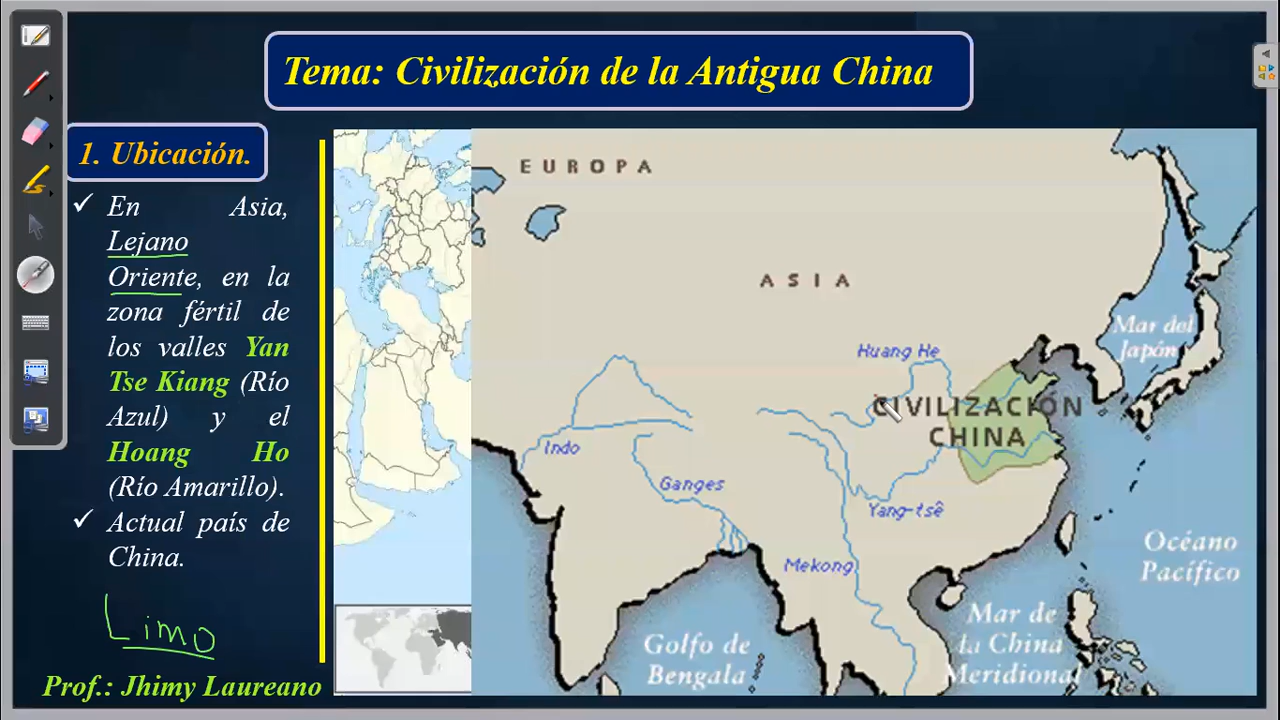 Tema: Civilización de la Antigua China
1. Ubicación.
✓ En Asia,
Lejano
Oriente, en la
zona fértil de
los valles Yan
Tse Kiang (Río
Azul) y el
Hoang Ho
(Río Amarillo).
✓ Actual país de
China.
Limo
Prof.: Jhimy Laureano
EUROPA
ASIA
Mar del
Japón
Huang He
CIVILIZACIÓN
CHINA
Indo
Ganges
Yang-tsê
Mekong
Océano
Pacífico
Golfo de
Bengala
Mar de
la China
Meridional